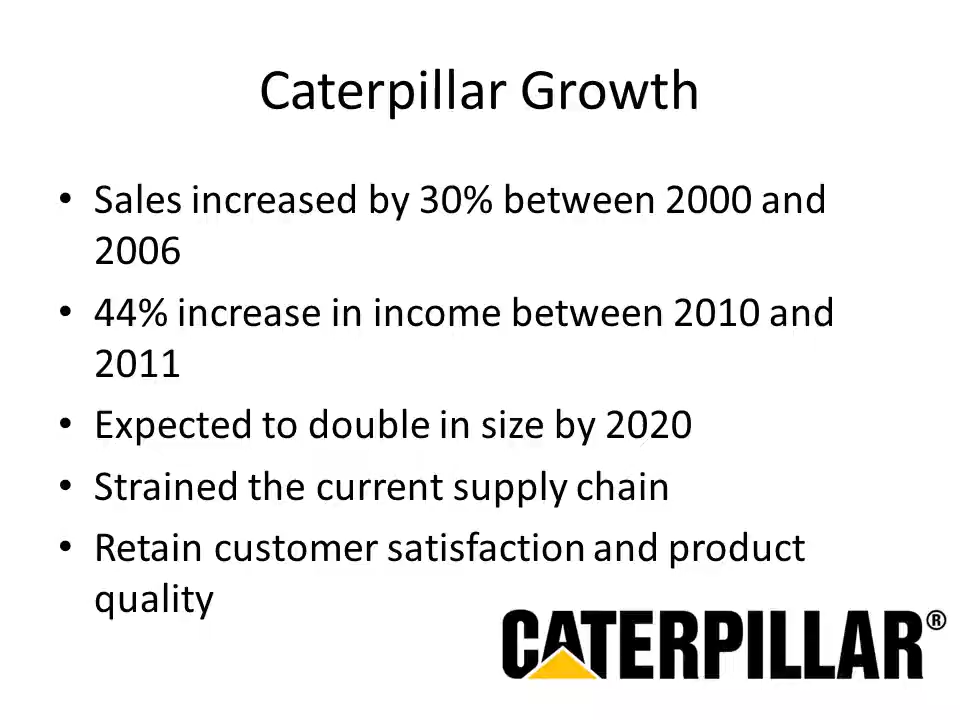 Caterpillar Growth
• Sales increased by 30% between 2000 and
2006
• 44% increase in income between 2010 and
2011
• Expected to double in size by 2020
• Strained the current supply chain
• Retain customer satisfaction and product
quality
CATERPILLAR®